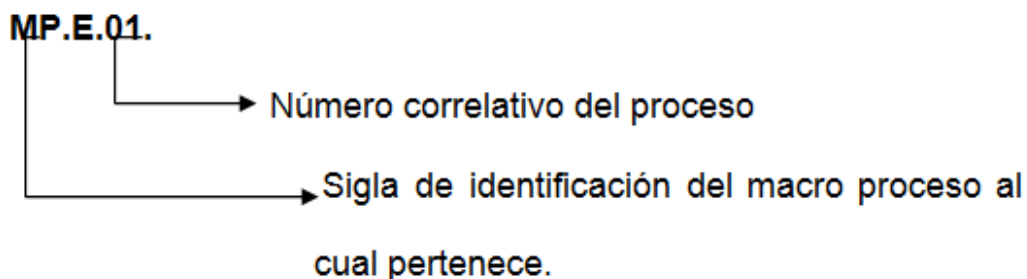 MP.E.01.
Número correlativo del proceso
Sigla de identificación del macro proceso al
cual pertenece.